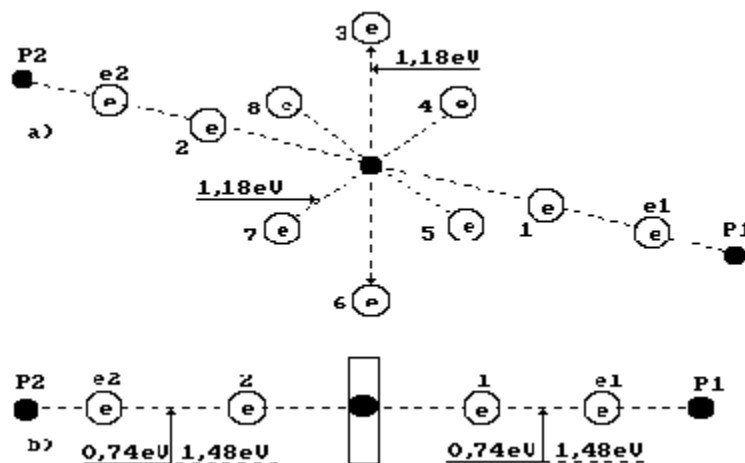 3 e
P2
1,18eV
e2
8 c
4 e
e
a)
2 e
1,18eV
e
1
e1
e
7 e
5 e
P1
6 e
P2 e2 2 1 e1 P1
e e e e
b)
0,74eV 1,48eV 0,74eV 1,48eV